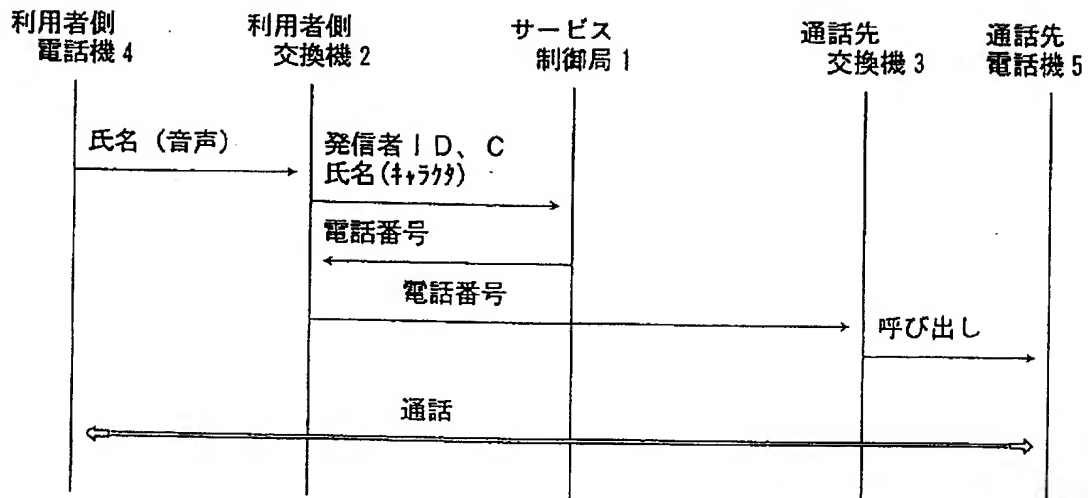 利用者側
電話機4
利用者側
交換機2
サービス
制御局1
通話先
交換機3
通話先
電話機5
氏名(音声)
発信者ID、C
氏名(ｷｬﾗｸﾀ)
電話番号
電話番号
呼び出し
通話